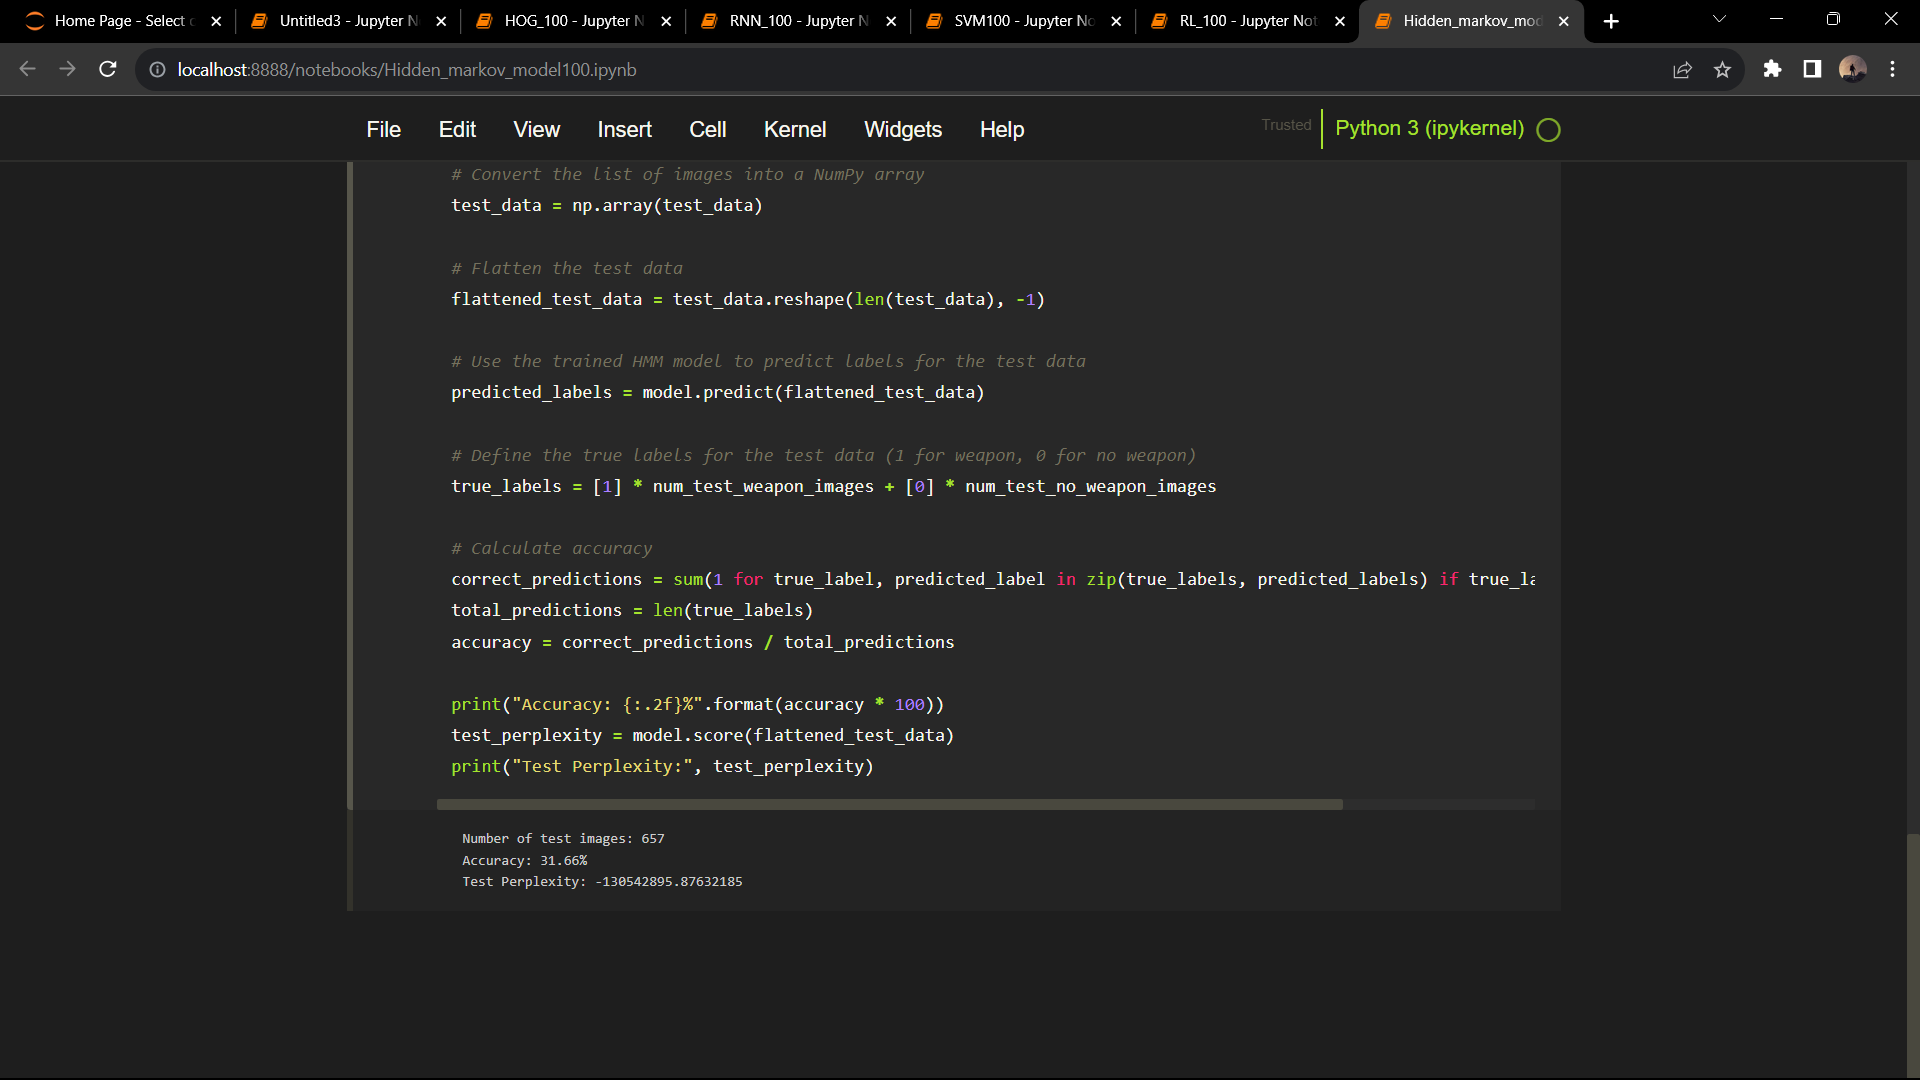 Home Page - Select c
Untitled3 - Jupyter N
HOG_100 - Jupyter N
RNN_100 - Jupyter N
SVM100 - Jupyter No
RL_100 - Jupyter Not
Hidden_markov_mod
localhost:8888/notebooks/Hidden_markov_model100.ipynb
File Edit View Insert Cell Kernel Widgets Help
Trusted
Python 3 (ipykernel)
# Convert the list of images into a NumPy array
test_data = np.array(test_data)
# Flatten the test data
flattened_test_data = test_data.reshape(len(test_data), -1)
# Use the trained HMM model to predict labels for the test data
predicted_labels = model.predict(flattened_test_data)
# Define the true labels for the test data (1 for weapon, 0 for no weapon)
true_labels = [1] * num_test_weapon_images + [0] * num_test_no_weapon_images
# Calculate accuracy
correct_predictions = sum(1 for true_label, predicted_label in zip(true_labels, predicted_labels) if true_la
total_predictions = len(true_labels)
accuracy = correct_predictions / total_predictions
print("Accuracy: {:.2f}%".format(accuracy * 100))
test_perplexity = model.score(flattened_test_data)
print("Test Perplexity:", test_perplexity)
Number of test images: 657
Accuracy: 31.66%
Test Perplexity: -130542895.87632185